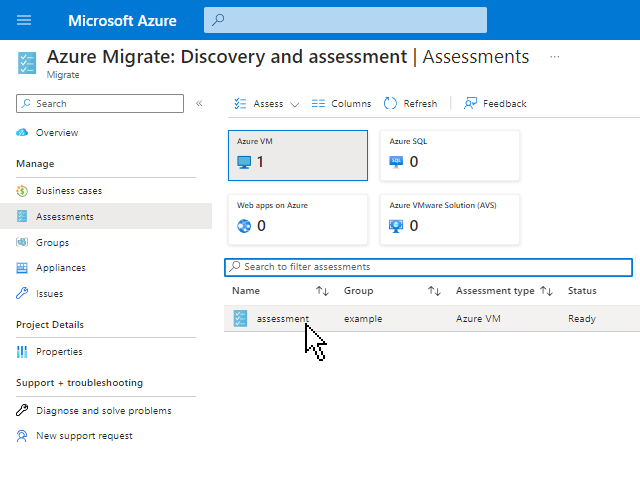 Microsoft Azure
Azure Migrate: Discovery and assessment | Assessments ...
Migrate
Search «
Overview
Manage
Business cases
Assessments
Groups
Appliances
Issues
Project Details
Properties
Support + troubleshooting
Diagnose and solve problems
New support request
Assess Columns Refresh Feedback
Azure VM
1
Azure SQL
SQL 0
Web apps on Azure
0
Azure VMware Solution (AVS)
0
Search to filter assessments
Name Group Assessment type Status
assessment example Azure VM Ready